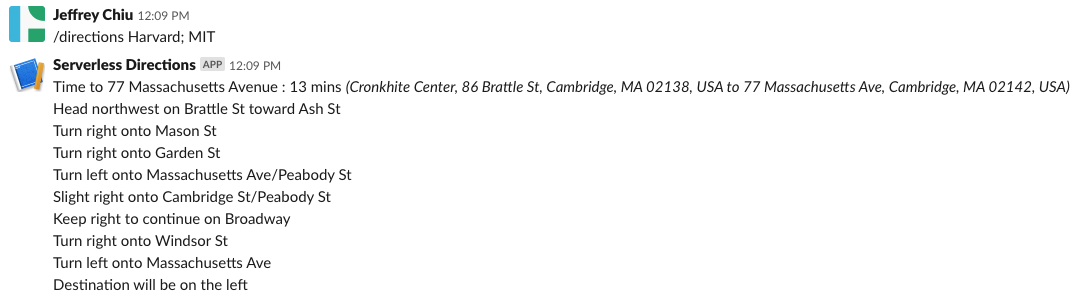 Jeffrey Chiu 12:09 PM
/directions Harvard; MIT
Serverless Directions APP 12:09 PM
Time to 77 Massachusetts Avenue : 13 mins (Cronkhite Center, 86 Brattle St, Cambridge, MA 02138, USA to 77 Massachusetts Ave, Cambridge, MA 02142, USA)
Head northwest on Brattle St toward Ash St
Turn right onto Mason St
Turn right onto Garden St
Turn left onto Massachusetts Ave/Peabody St
Slight right onto Cambridge St/Peabody St
Keep right to continue on Broadway
Turn right onto Windsor St
Turn left onto Massachusetts Ave
Destination will be on the left